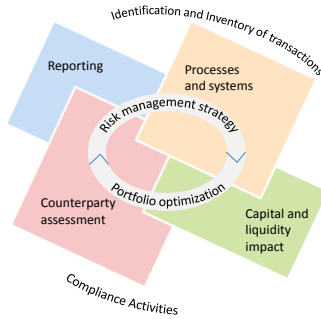 Identification and Inventory of transactions
Reporting
Processes
and systems
Risk management strategy
Portfolio optimization
Counterparty
assessment
Capital and
liquidity
impact
Compliance Activities